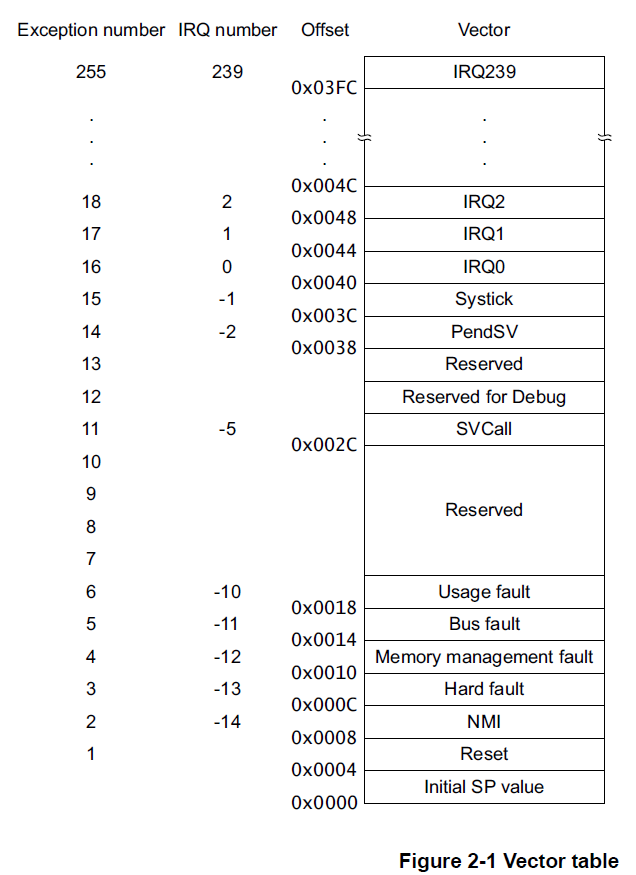 Exception number IRQ number Offset Vector
255 239 IRQ239
0x03FC
. . .
. . .
. . .
0x004C
18 2 IRQ2
0x0048
17 1 IRQ1
0x0044
16 0 IRQ0
0x0040
15 -1 Systick
0x003C
14 -2 PendSV
0x0038
13 Reserved
12 Reserved for Debug
11 -5 SVCall
0x002C
10
9
Reserved
8
7
6 -10 Usage fault
0x0018
5 -11 Bus fault
0x0014
4 -12 Memory management fault
0x0010
3 -13 Hard fault
0x000C
2 -14 NMI
0x0008
1 Reset
0x0004
Initial SP value
0x0000
Figure 2-1 Vector table